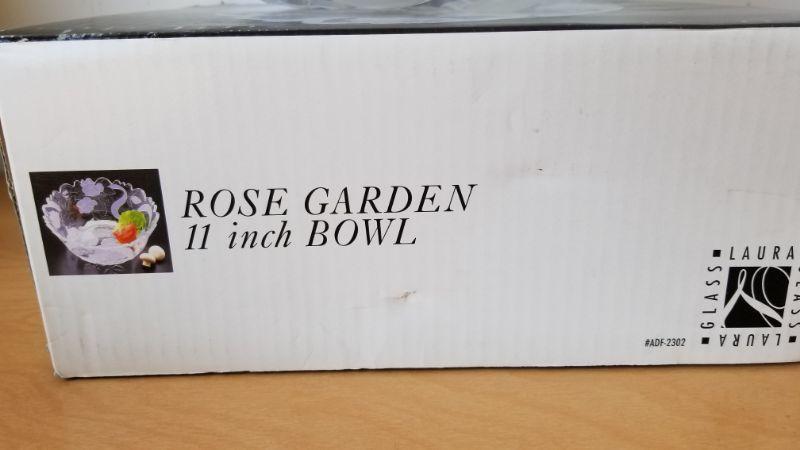 ROSE GARDEN
11 inch BOWL
#ADF-2302
LAURA
GLASS
LAURA
GLASS